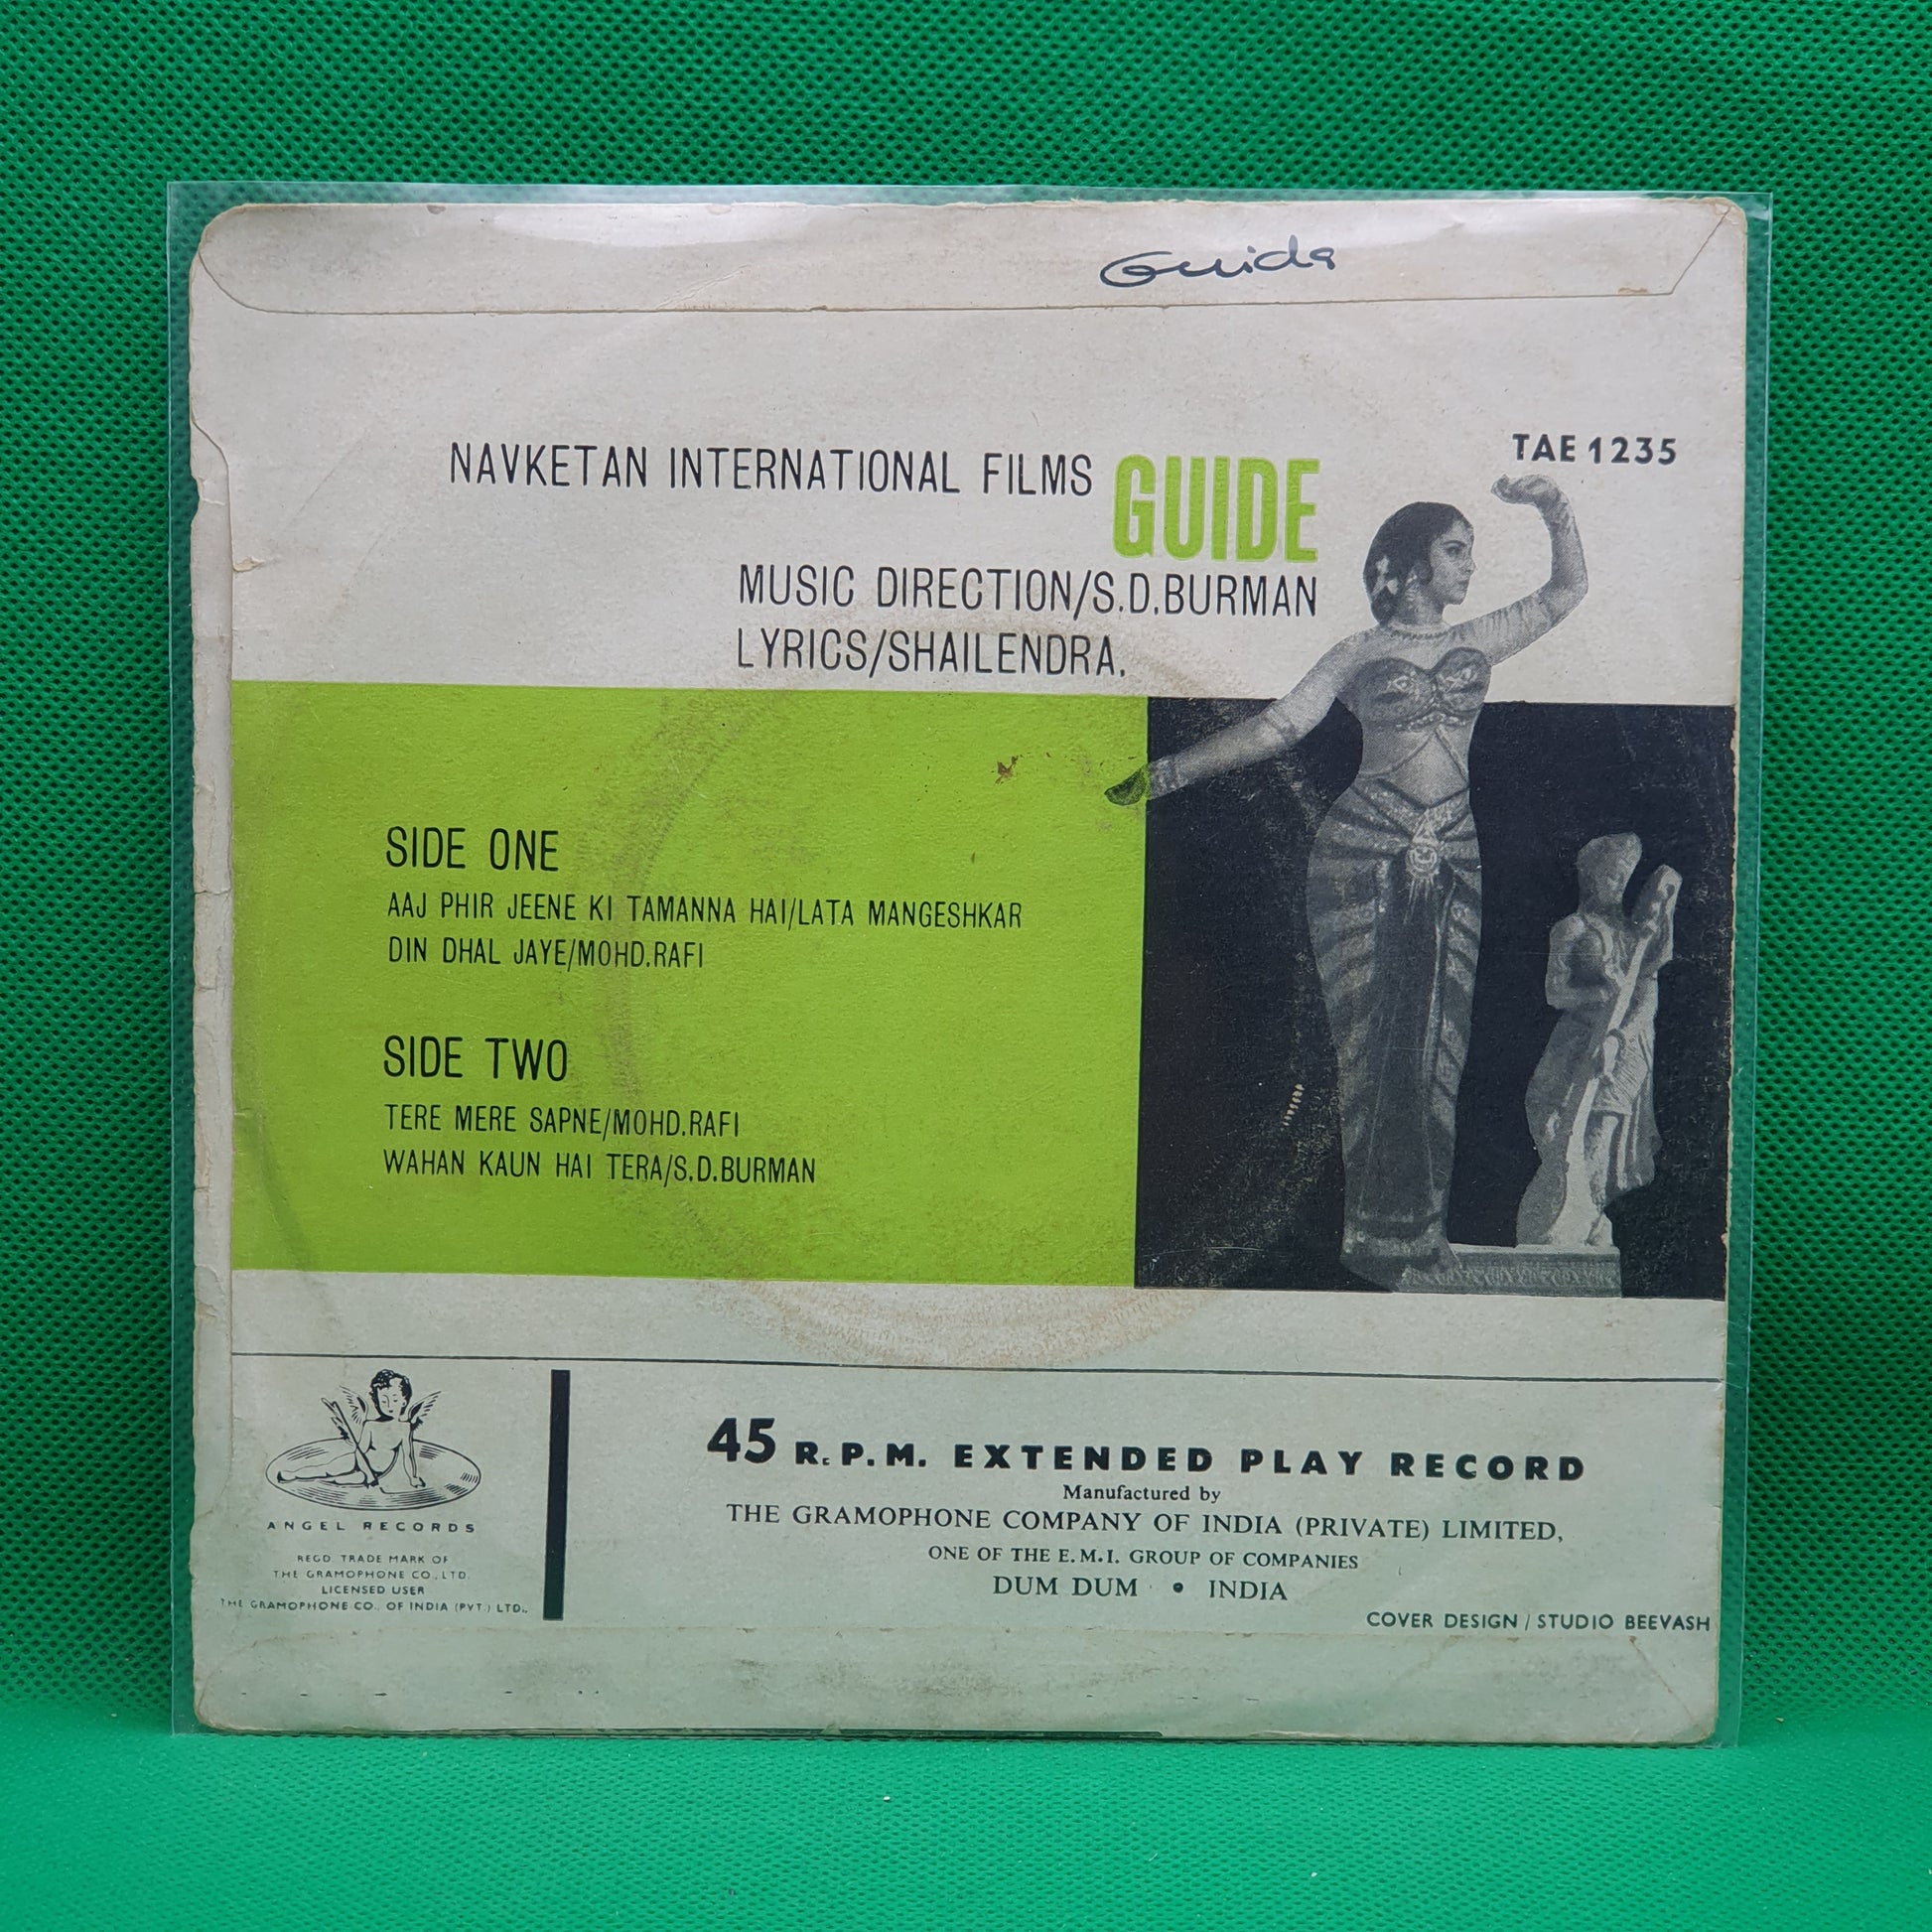 Guide
TAE 1235
NAVKETAN INTERNATIONAL FILMS GUIDE
MUSIC DIRECTION/S.D.BURMAN
LYRICS/SHAILENDRA.
SIDE ONE
AAJ PHIR JEENE KI TAMANNA HAI/LATA MANGESHKAR
DIN DHAL JAYE/MOHD.RAFI
SIDE TWO
TERE MERE SAPNE/MOHD.RAFI
WAHAN KAUN HAI TERA/S.D.BURMAN
ANGEL RECORDS
REGD. TRADE MARK OF
THE GRAMOPHONE CO., LTD.
LICENSED USER
THE GRAMOPHONE CO., OF INDIA (PVT.) LTD.,
45 R.P.M. EXTENDED PLAY RECORD
Manufactured by
THE GRAMOPHONE COMPANY OF INDIA (PRIVATE) LIMITED,
ONE OF THE E.M.I. GROUP OF COMPANIES
DUM DUM • INDIA
COVER DESIGN / STUDIO BEEVASH